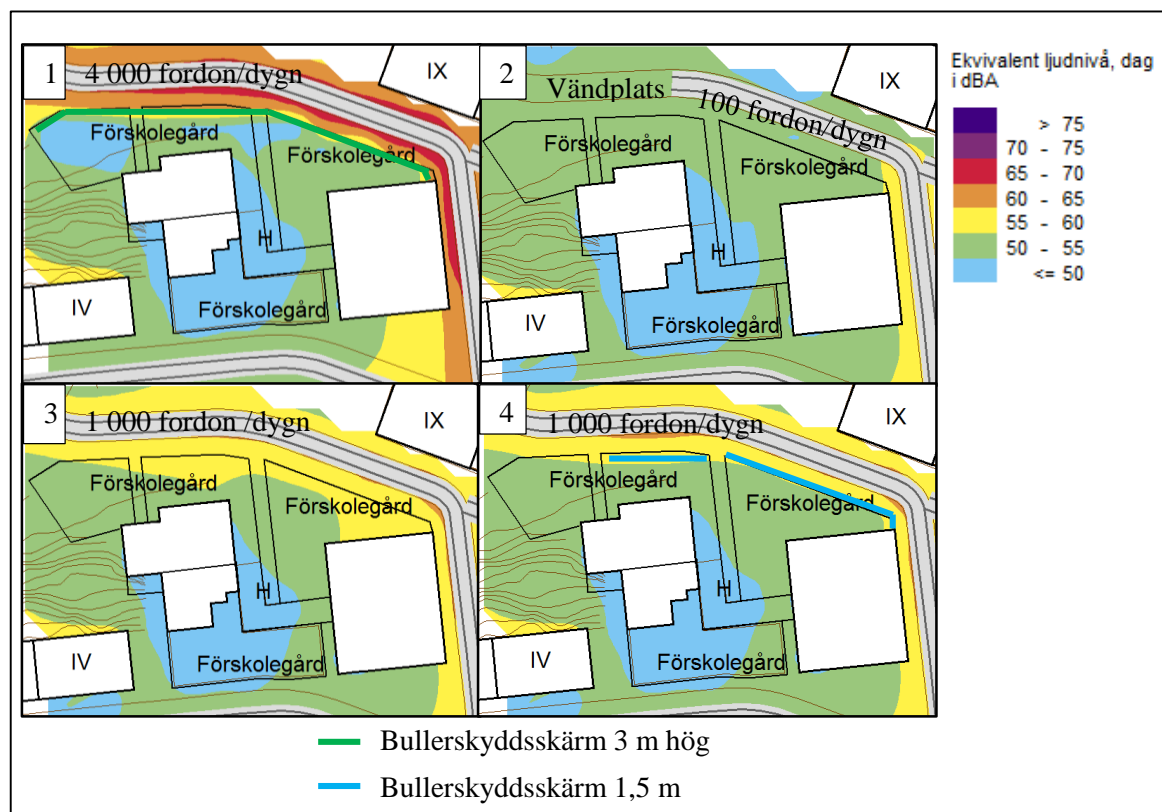 1
4 000 fordon/dygn
IX
Förskolegård
Förskolegård
H
IV
Förskolegård
2
Vändplats
100 fordon/dygn
IX
Förskolegård
Förskolegård
H
IV
Förskolegård
Ekvivalent ljudnivå, dag
i dBA
> 75
70 - 75
65 - 70
60 - 65
55 - 60
50 - 55
<= 50
3
1 000 fordon /dygn
IX
Förskolegård
Förskolegård
H
IV
Förskolegård
4
1 000 fordon/dygn
IX
Förskolegård
Förskolegård
H
IV
Förskolegård
Bullerskyddsskärm 3 m hög
Bullerskyddsskärm 1,5 m